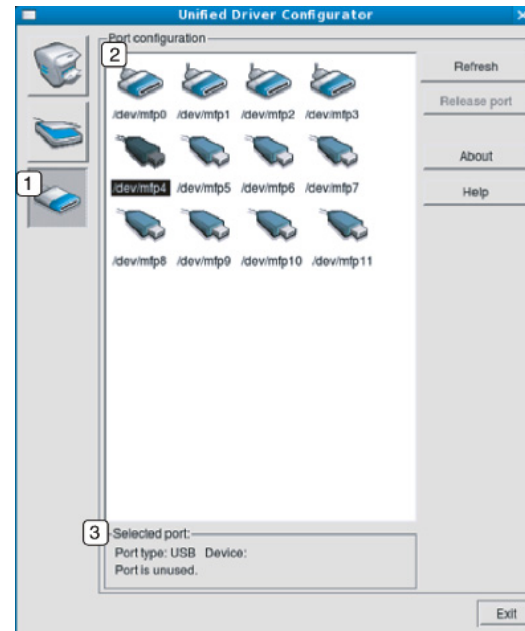 Unified Driver Configurator
Port configuration
2
Refresh
/dev/mfp0 /dev/mfp1 /dev/mfp2 /dev/mfp3
Release port
About
1
/dev/mfp4 /dev/mfp5 /dev/mfp6 /dev/mfp7
Help
/dev/mfp8 /dev/mfp9 /dev/mfp10 /dev/mfp11
3
Selected port:
Port type: USB Device:
Port is unused.
Exit